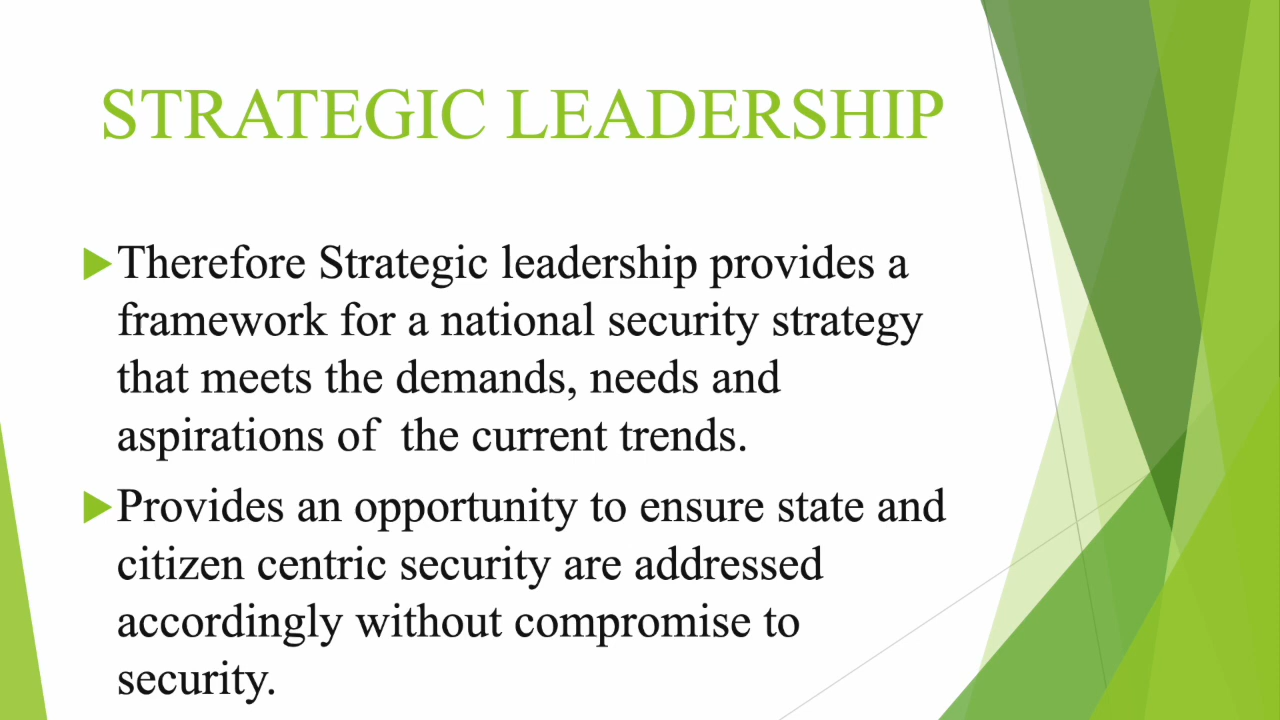 STRATEGIC LEADERSHIP
Therefore Strategic leadership provides a
framework for a national security strategy
that meets the demands, needs and
aspirations of  the current trends.
Provides an opportunity to ensure state and
citizen centric security are addressed
accordingly without compromise to
security.